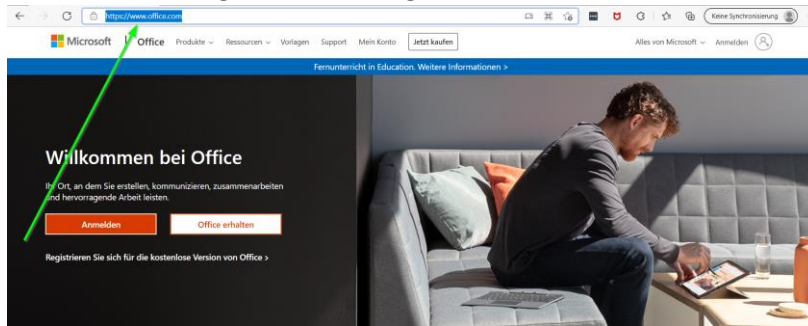 https://www.office.com
Keine Synchronisierung
Microsoft Office Produkte Ressourcen Vorlagen Support Mein Konto Jetzt kaufen Alles von Microsoft Anmelden
Fernunterricht in Education. Weitere Informationen >
Willkommen bei Office
Ihr Ort, an dem Sie erstellen, kommunizieren, zusammenarbeiten
und hervorragende Arbeit leisten.
Anmelden Office erhalten
Registrieren Sie sich für die kostenlose Version von Office >